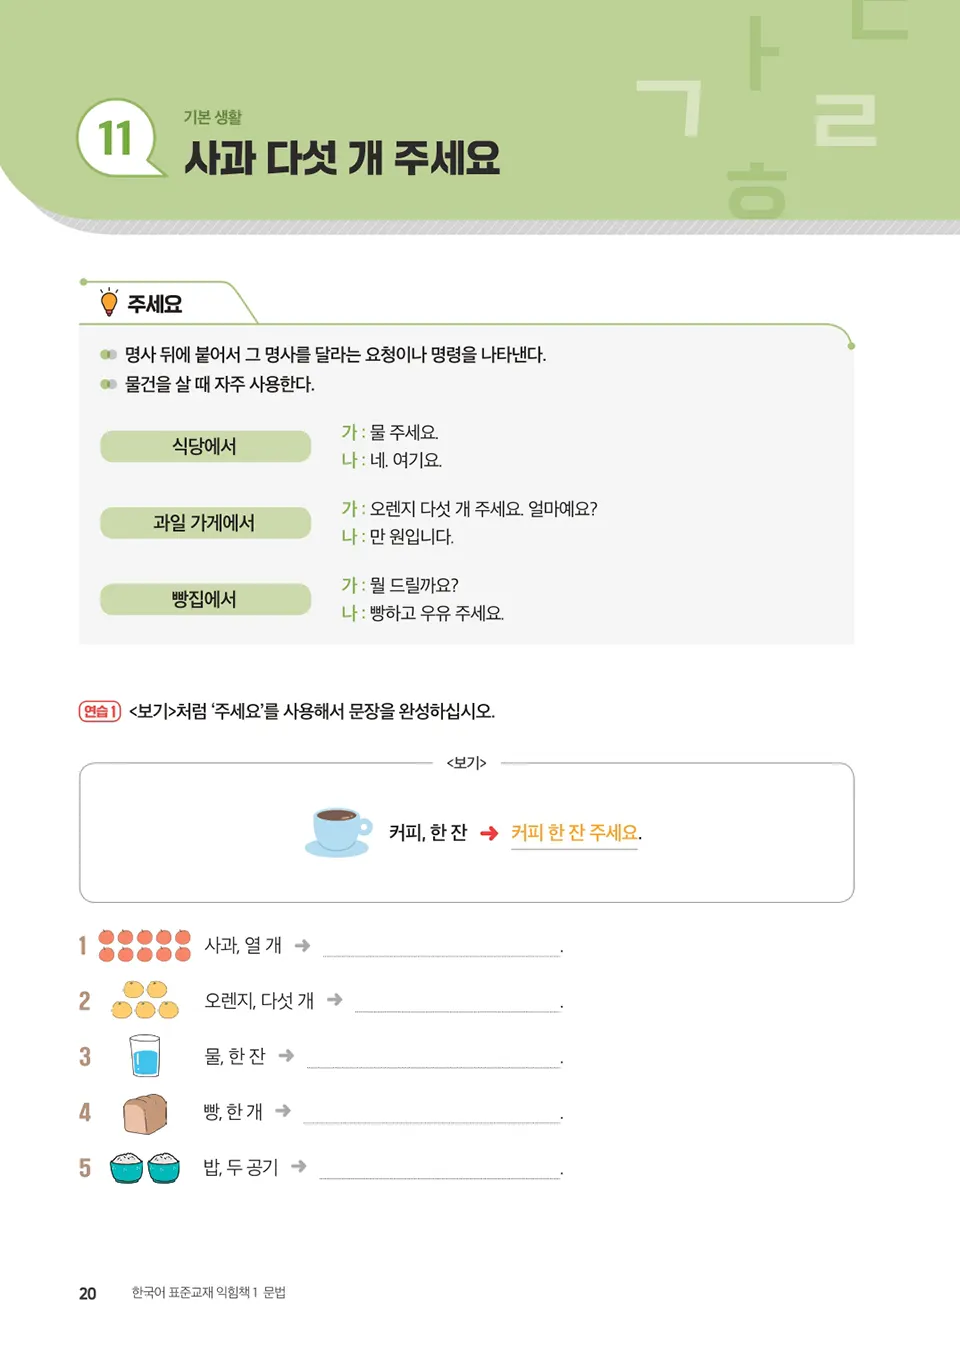 11
기본 생활
사과 다섯 개 주세요
ㄱ ㅏ ㄷ ㄹ ㅎ
주세요
명사 뒤에 붙어서 그 명사를 달라는 요청이나 명령을 나타낸다.
물건을 살 때 자주 사용한다.
식당에서
가 : 물 주세요.
나 : 네. 여기요.
과일 가게에서
가 : 오렌지 다섯 개 주세요. 얼마예요?
나 : 만 원입니다.
빵집에서
가 : 뭘 드릴까요?
나 : 빵하고 우유 주세요.
연습 1 <보기>처럼 ‘주세요’를 사용해서 문장을 완성하십시오.
<보기>
커피, 한 잔 ➜ 커피 한 잔 주세요.
1 사과, 열 개 ➜ .
2 오렌지, 다섯 개 ➜ .
3 물, 한 잔 ➜ .
4 빵, 한 개 ➜ .
5 밥, 두 공기 ➜ .
20 한국어 표준교재 익힘책 1 문법